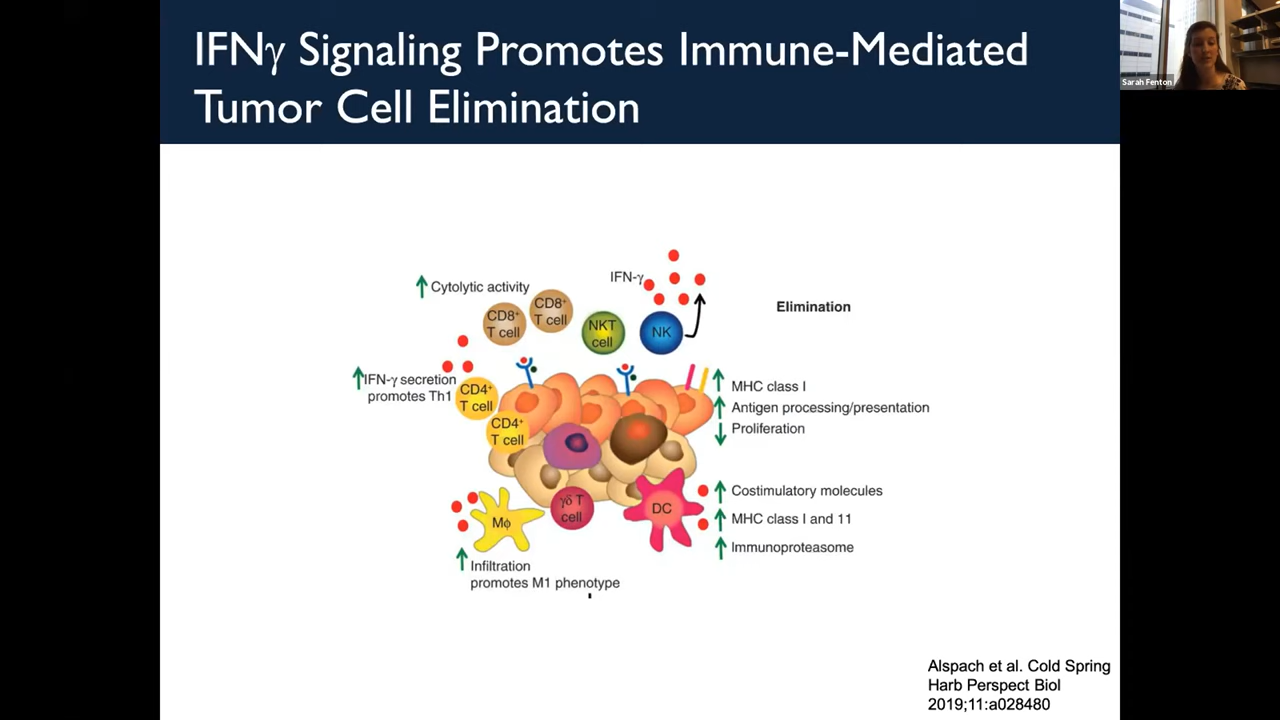 IFNγ Signaling Promotes Immune-Mediated
Tumor Cell Elimination
Sarah Fenton
Cytolytic activity
IFN-γ
Elimination
CD8⁺
T cell
CD8⁺
T cell
NKT
cell
NK
IFN-γ secretion
promotes Th1
CD4⁺
T cell
CD4⁺
T cell
MHC class I
Antigen processing/presentation
Proliferation
γδ T
cell
Mϕ
DC
Costimulatory molecules
MHC class I and 11
Immunoproteasome
Infiltration
promotes M1 phenotype
Alspach et al. Cold Spring
Harb Perspect Biol
2019;11:a028480